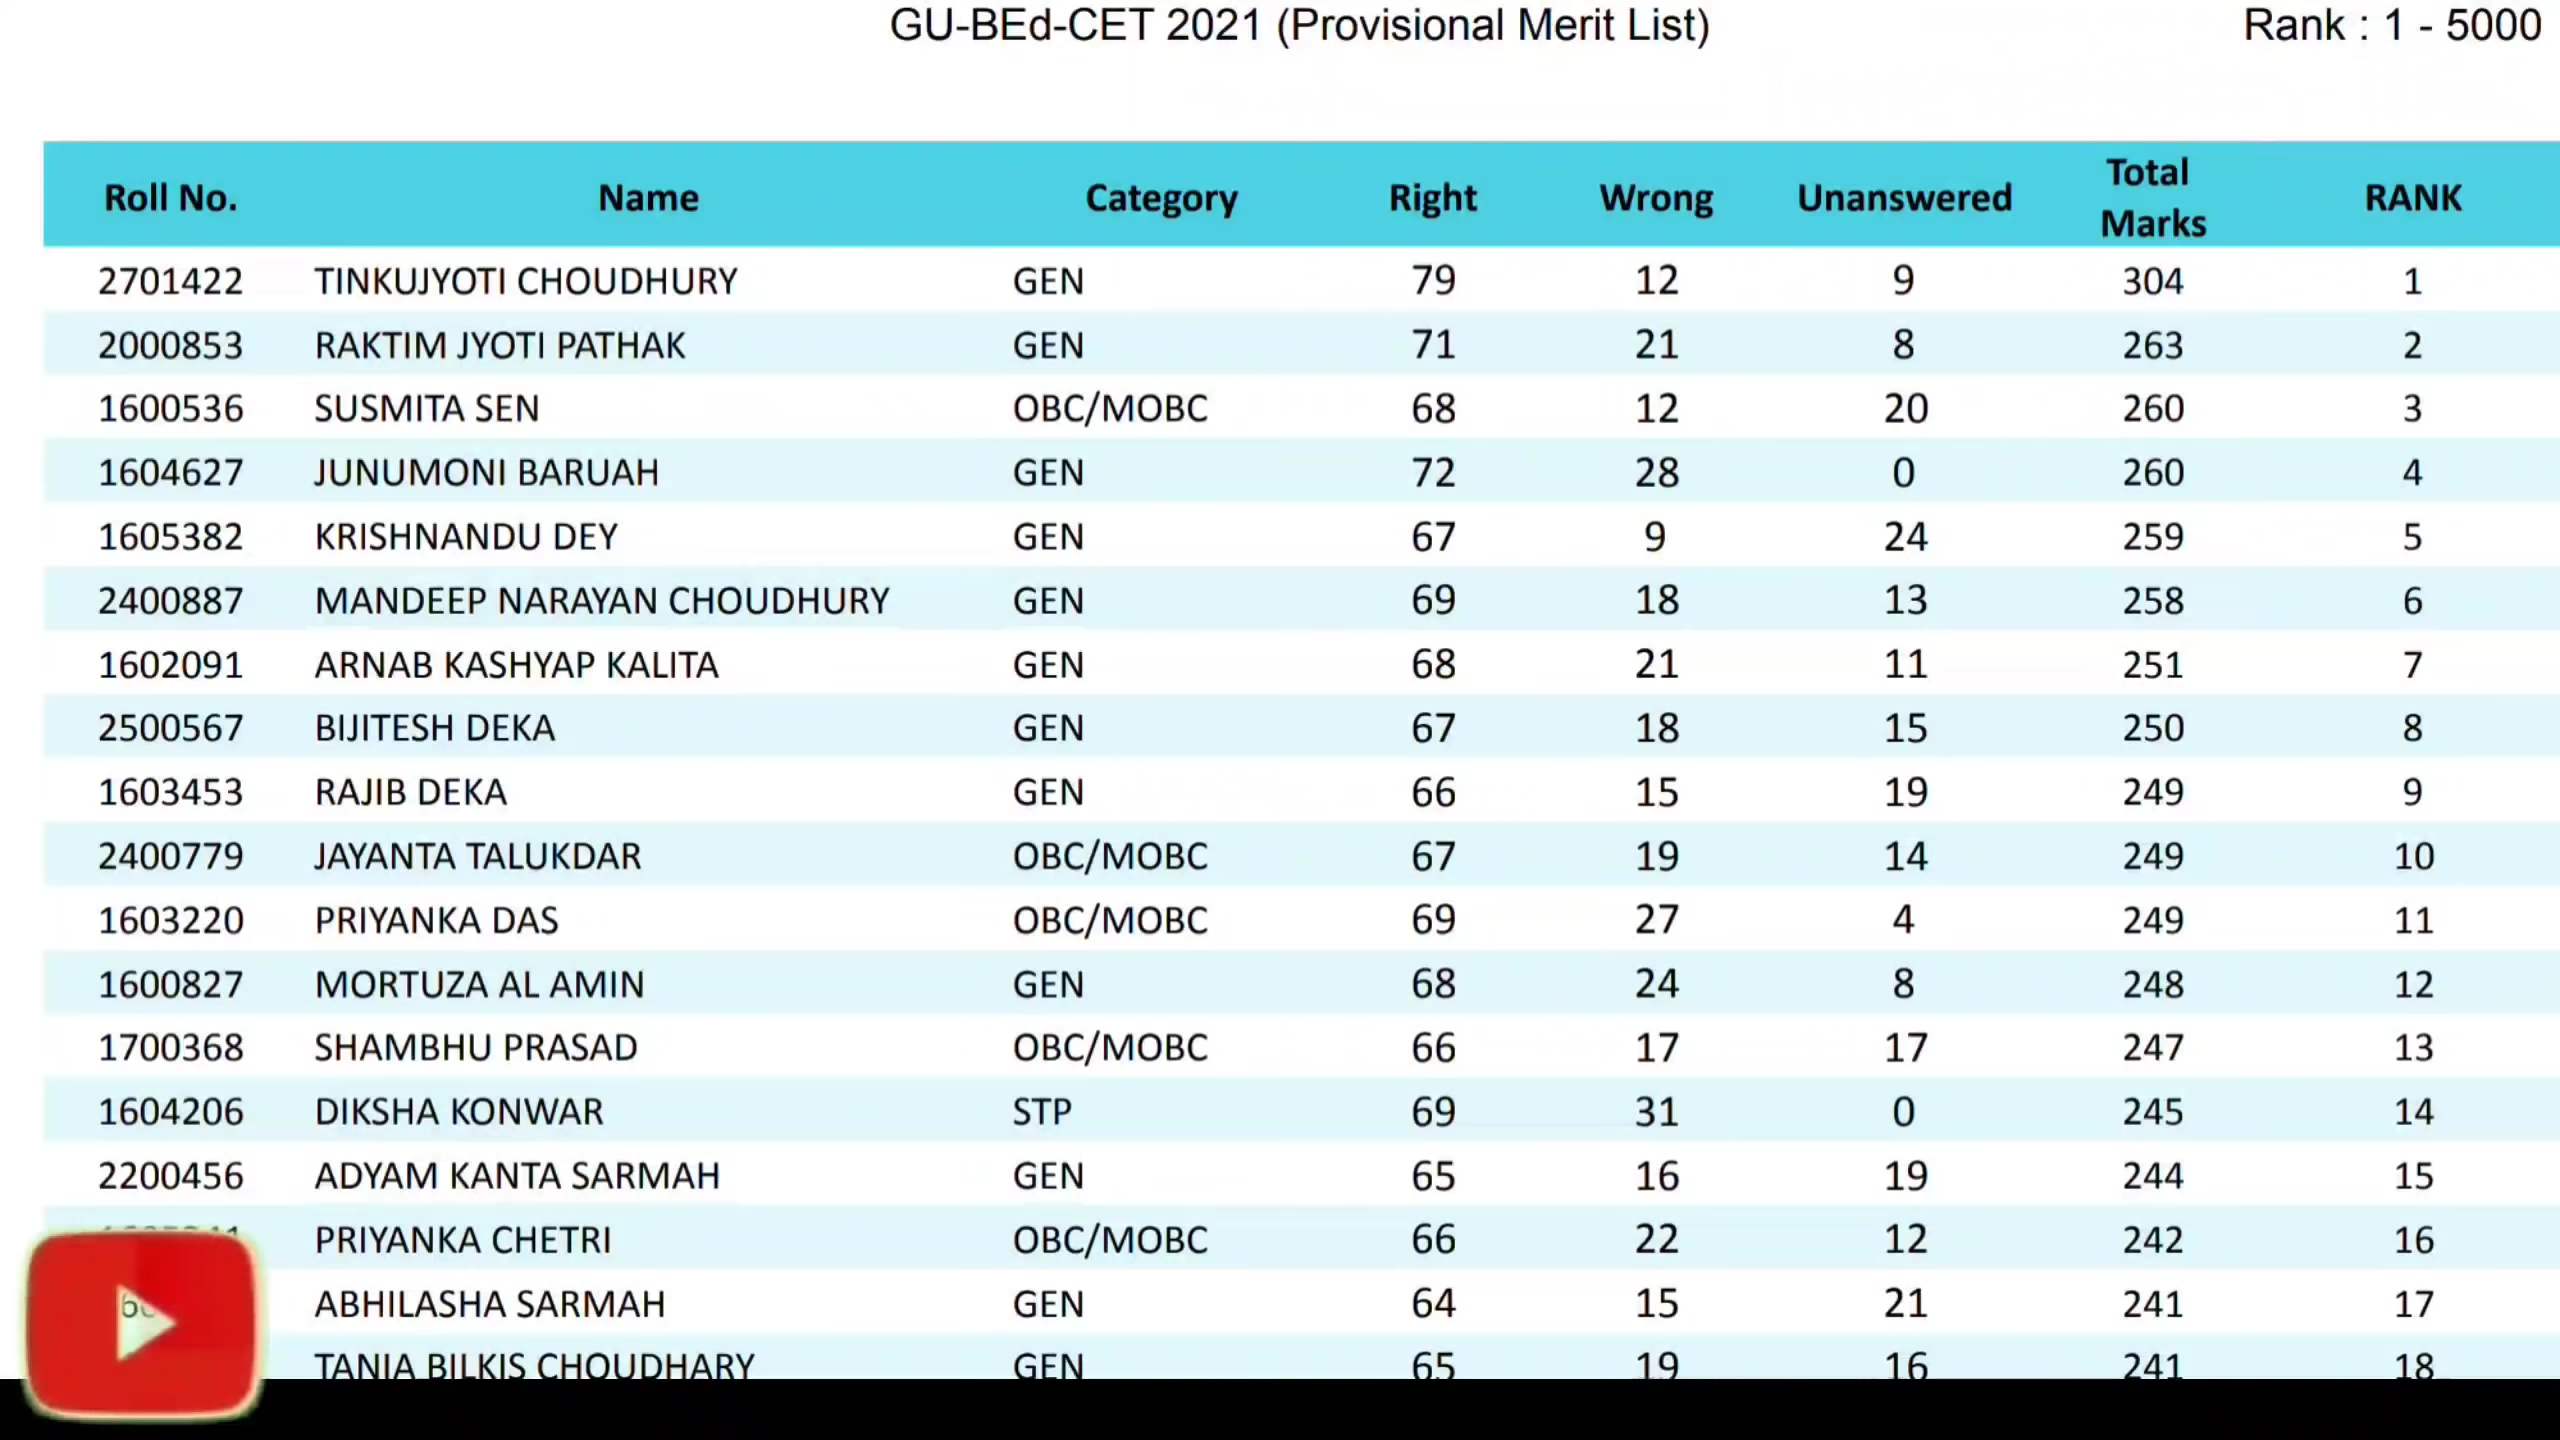 GU-BEd-CET 2021 (Provisional Merit List) Rank : 1 - 5000
Roll No. Name Category Right Wrong Unanswered Total Marks RANK
2701422 TINKUJYOTI CHOUDHURY GEN 79 12 9 304 1
2000853 RAKTIM JYOTI PATHAK GEN 71 21 8 263 2
1600536 SUSMITA SEN OBC/MOBC 68 12 20 260 3
1604627 JUNUMONI BARUAH GEN 72 28 0 260 4
1605382 KRISHNANDU DEY GEN 67 9 24 259 5
2400887 MANDEEP NARAYAN CHOUDHURY GEN 69 18 13 258 6
1602091 ARNAB KASHYAP KALITA GEN 68 21 11 251 7
2500567 BIJITESH DEKA GEN 67 18 15 250 8
1603453 RAJIB DEKA GEN 66 15 19 249 9
2400779 JAYANTA TALUKDAR OBC/MOBC 67 19 14 249 10
1603220 PRIYANKA DAS OBC/MOBC 69 27 4 249 11
1600827 MORTUZA AL AMIN GEN 68 24 8 248 12
1700368 SHAMBHU PRASAD OBC/MOBC 66 17 17 247 13
1604206 DIKSHA KONWAR STP 69 31 0 245 14
2200456 ADYAM KANTA SARMAH GEN 65 16 19 244 15
PRIYANKA CHETRI OBC/MOBC 66 22 12 242 16
ABHILASHA SARMAH GEN 64 15 21 241 17
TANIA BILKIS CHOUDHARY GEN 65 19 16 241 18